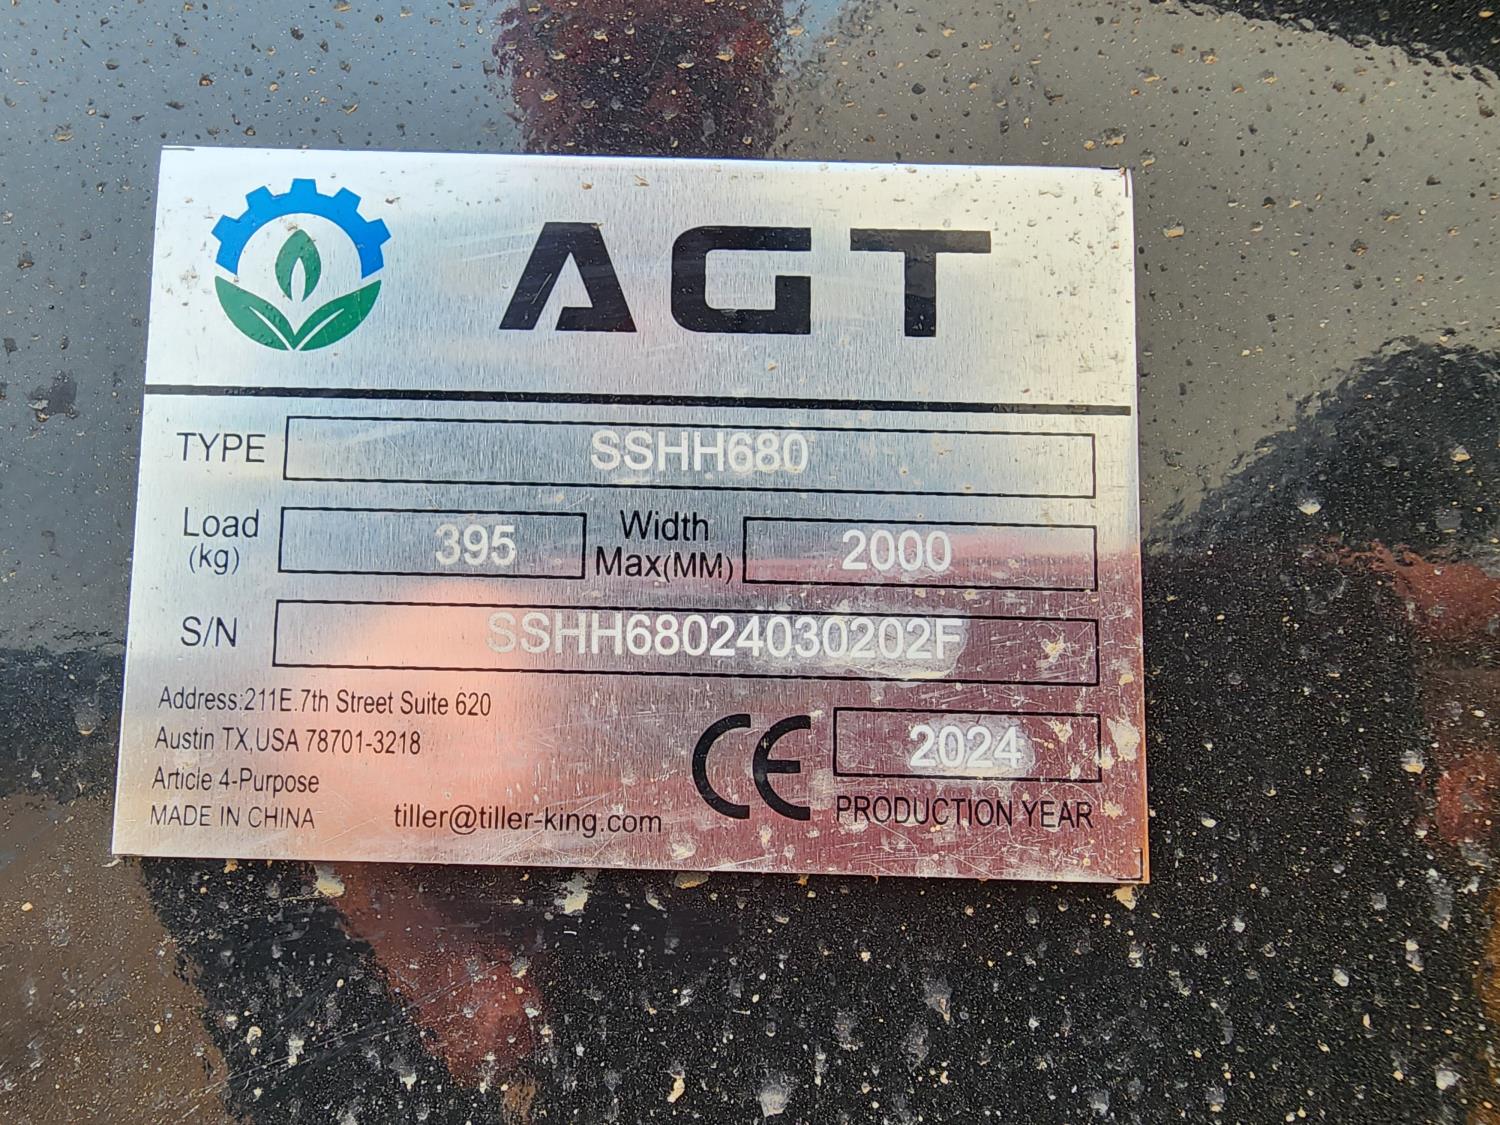 AGT
TYPE SSHH680
Load (kg) 395 Width Max(MM) 2000
S/N SSHH68024030202F
Address:211E.7th Street Suite 620
Austin TX,USA 78701-3218
Article 4-Purpose
MADE IN CHINA tiller@tiller-king.com
CE 2024
PRODUCTION YEAR